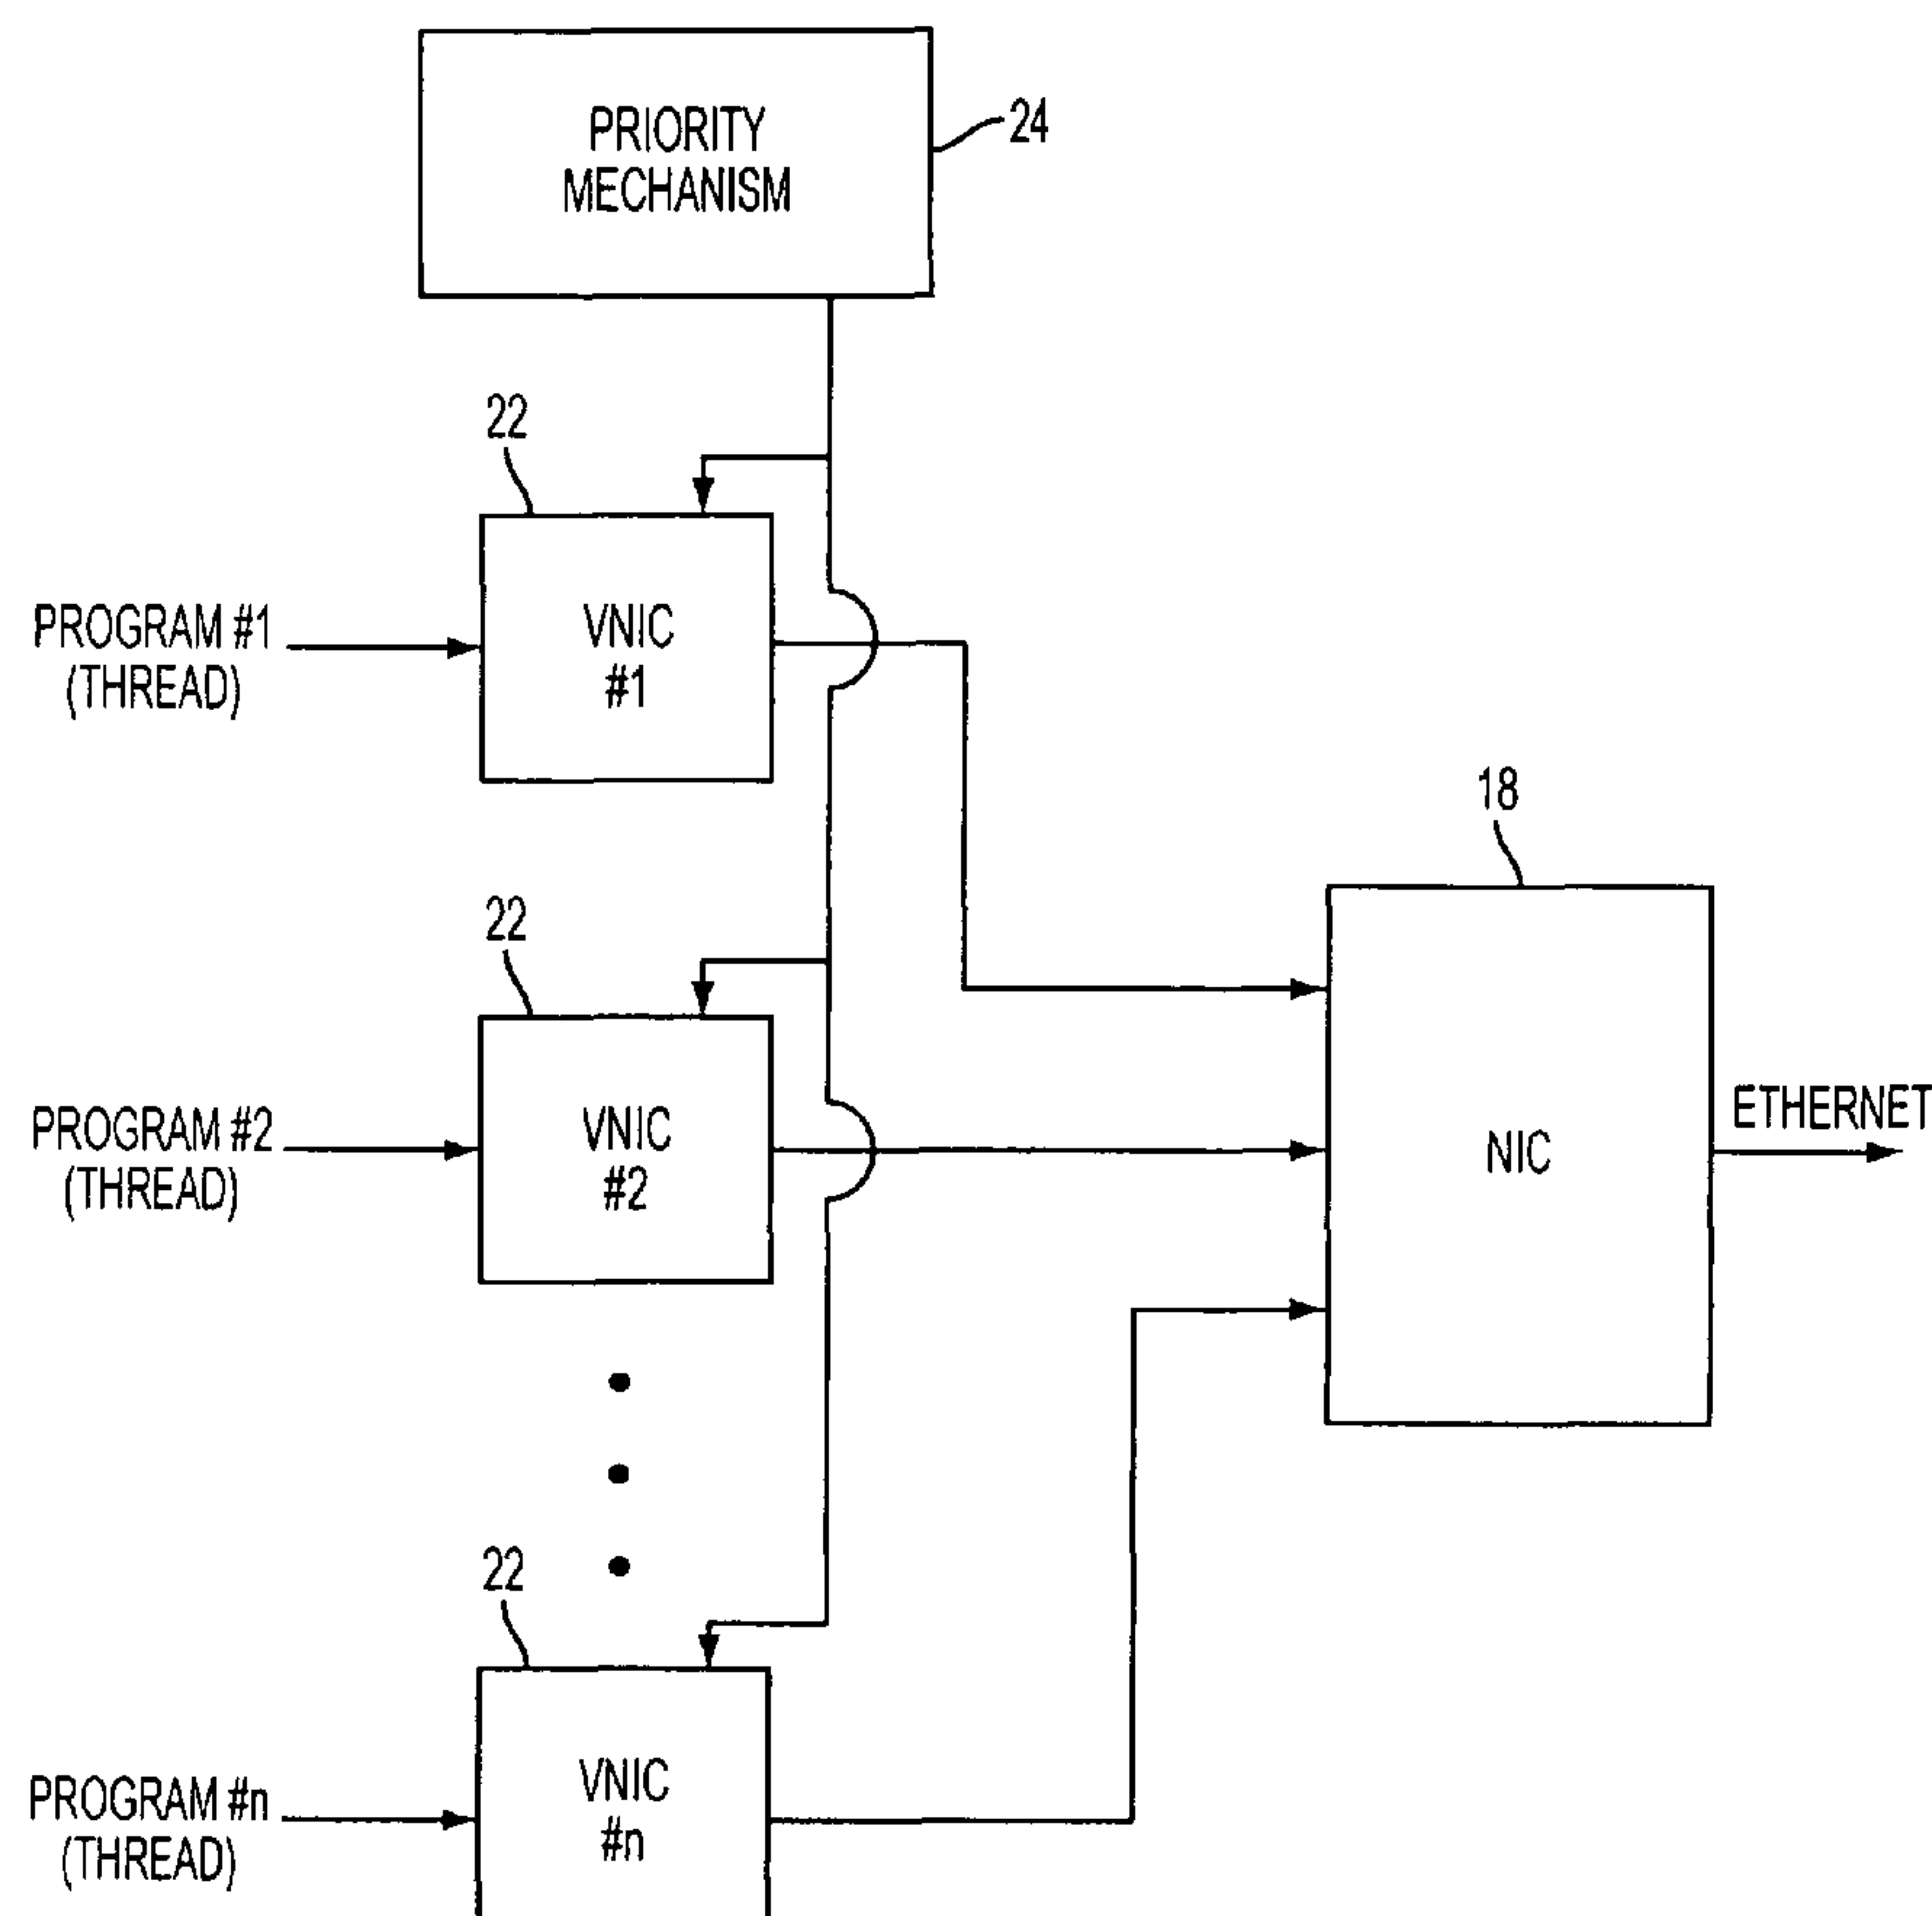 PRIORITY
MECHANISM
24
22
PROGRAM #1
(THREAD)
VNIC
#1
18
22
PROGRAM #2
(THREAD)
VNIC
#2
NIC
ETHERNET
22
PROGRAM #n
(THREAD)
VNIC
#n